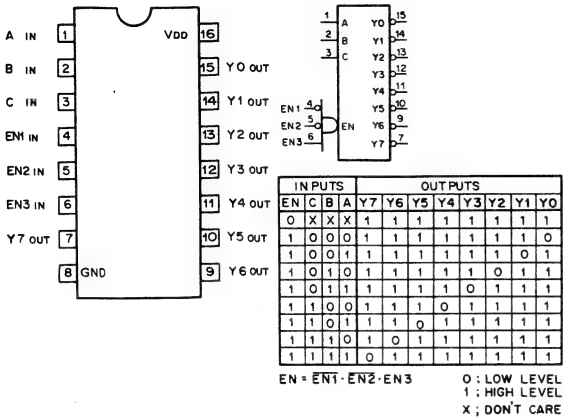 A IN 1 VDD 16
B IN 2 15 Y0 OUT
C IN 3 14 Y1 OUT
EN1 IN 4 13 Y2 OUT
EN2 IN 5 12 Y3 OUT
EN3 IN 6 11 Y4 OUT
Y7 OUT 7 10 Y5 OUT
8 GND 9 Y6 OUT
1 A Y0 15
2 B Y1 14
3 C Y2 13
Y3 12
Y4 11
EN1 4 Y5 10
EN2 5 EN Y6 9
EN3 6 Y7 7
INPUTS OUTPUTS
EN C B A Y7 Y6 Y5 Y4 Y3 Y2 Y1 Y0
0 X X X 1 1 1 1 1 1 1 1
1 0 0 0 1 1 1 1 1 1 1 0
1 0 0 1 1 1 1 1 1 1 0 1
1 0 1 0 1 1 1 1 1 0 1 1
1 0 1 1 1 1 1 1 0 1 1 1
1 1 0 0 1 1 1 0 1 1 1 1
1 1 0 1 1 1 0 1 1 1 1 1
1 1 1 0 1 0 1 1 1 1 1 1
1 1 1 1 0 1 1 1 1 1 1 1
EN = E̅N̅1̅ · E̅N̅2̅ · EN3
0 ; LOW LEVEL
1 ; HIGH LEVEL
X ; DON'T CARE